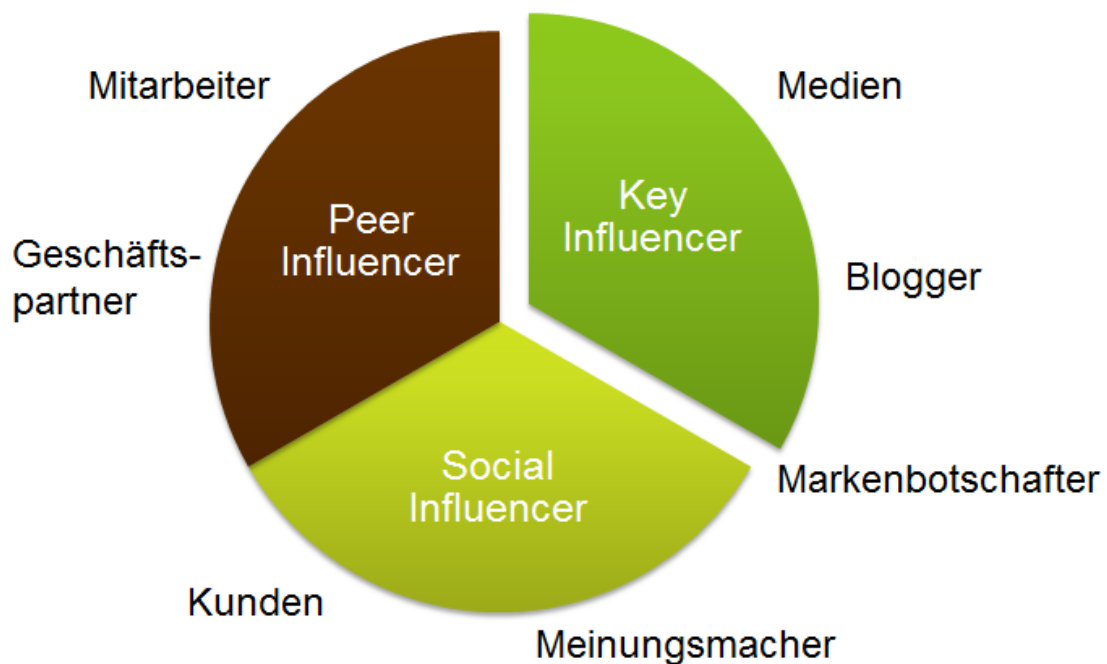 Mitarbeiter
Medien
Key
Influencer
Peer
Influencer
Geschäfts-
partner
Blogger
Social
Influencer
Markenbotschafter
Kunden
Meinungsmacher